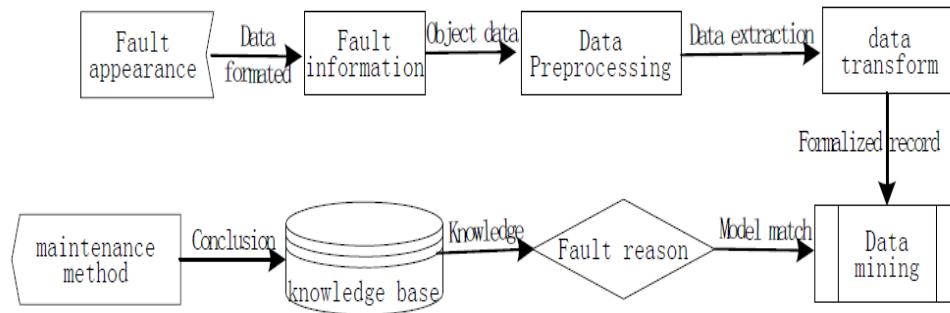 Fault
appearance
Data
formated
Fault
information
Object data
Data
Preprocessing
Data extraction
data
transform
Formalized record
maintenance
method
Conclusion
knowledge base
Knowledge
Fault reason
Model match
Data
mining